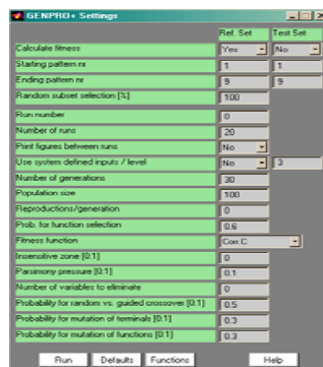 GENPRO+ Settings
Ref. Set Test Set
Calculate fitness Yes No
Starting pattern nr 1 1
Ending pattern nr 9 9
Random subset selection [%] 100
Run number 0
Number of runs 20
Print figures between runs No
Use system defined inputs / level No 3
Number of generations 30
Population size 100
Reproductions/generation 0
Prob. for function selection 0.6
Fitness function Corr.C
Insensitive zone [0:1] 0
Parsimony pressure [0:1] 0.1
Number of variables to eliminate 0
Probability for random vs. guided crossover [0:1] 0.5
Probability for mutation of terminals [0:1] 0.3
Probability for mutation of functions [0:1] 0.3
Run Defaults Functions Help